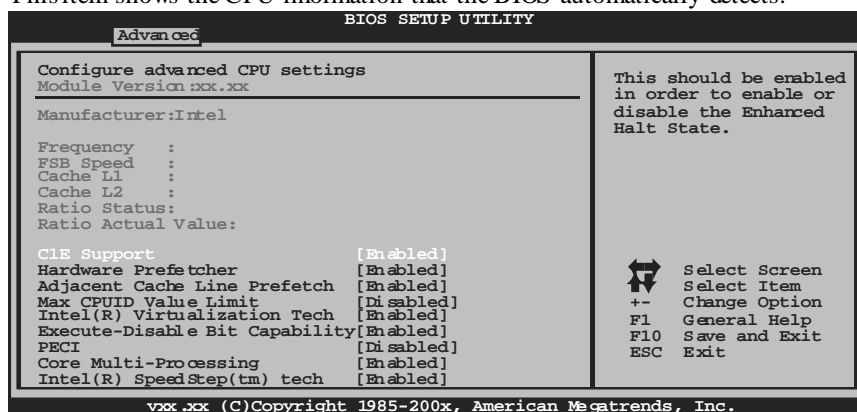 This item shows the CPU information that the BIOS automatically detects.
BIOS SETUP UTILITY
Advanced
Configure advanced CPU settings
Module Version:xx.xx
Manufacturer:Intel
Frequency :
FSB Speed :
Cache L1 :
Cache L2 :
Ratio Status:
Ratio Actual Value:
C1E Support [Enabled]
Hardware Prefetcher [Enabled]
Adjacent Cache Line Prefetch [Enabled]
Max CPUID Value Limit [Disabled]
Intel(R) Virtualization Tech [Enabled]
Execute-Disable Bit Capability[Enabled]
PECI [Disabled]
Core Multi-Processing [Enabled]
Intel(R) SpeedStep(tm) tech [Enabled]
This should be enabled
in order to enable or
disable the Enhanced
Halt State.
Select Screen
Select Item
+- Change Option
F1 General Help
F10 Save and Exit
ESC Exit
vxx.xx (C)Copyright 1985-200x, American Megatrends, Inc.